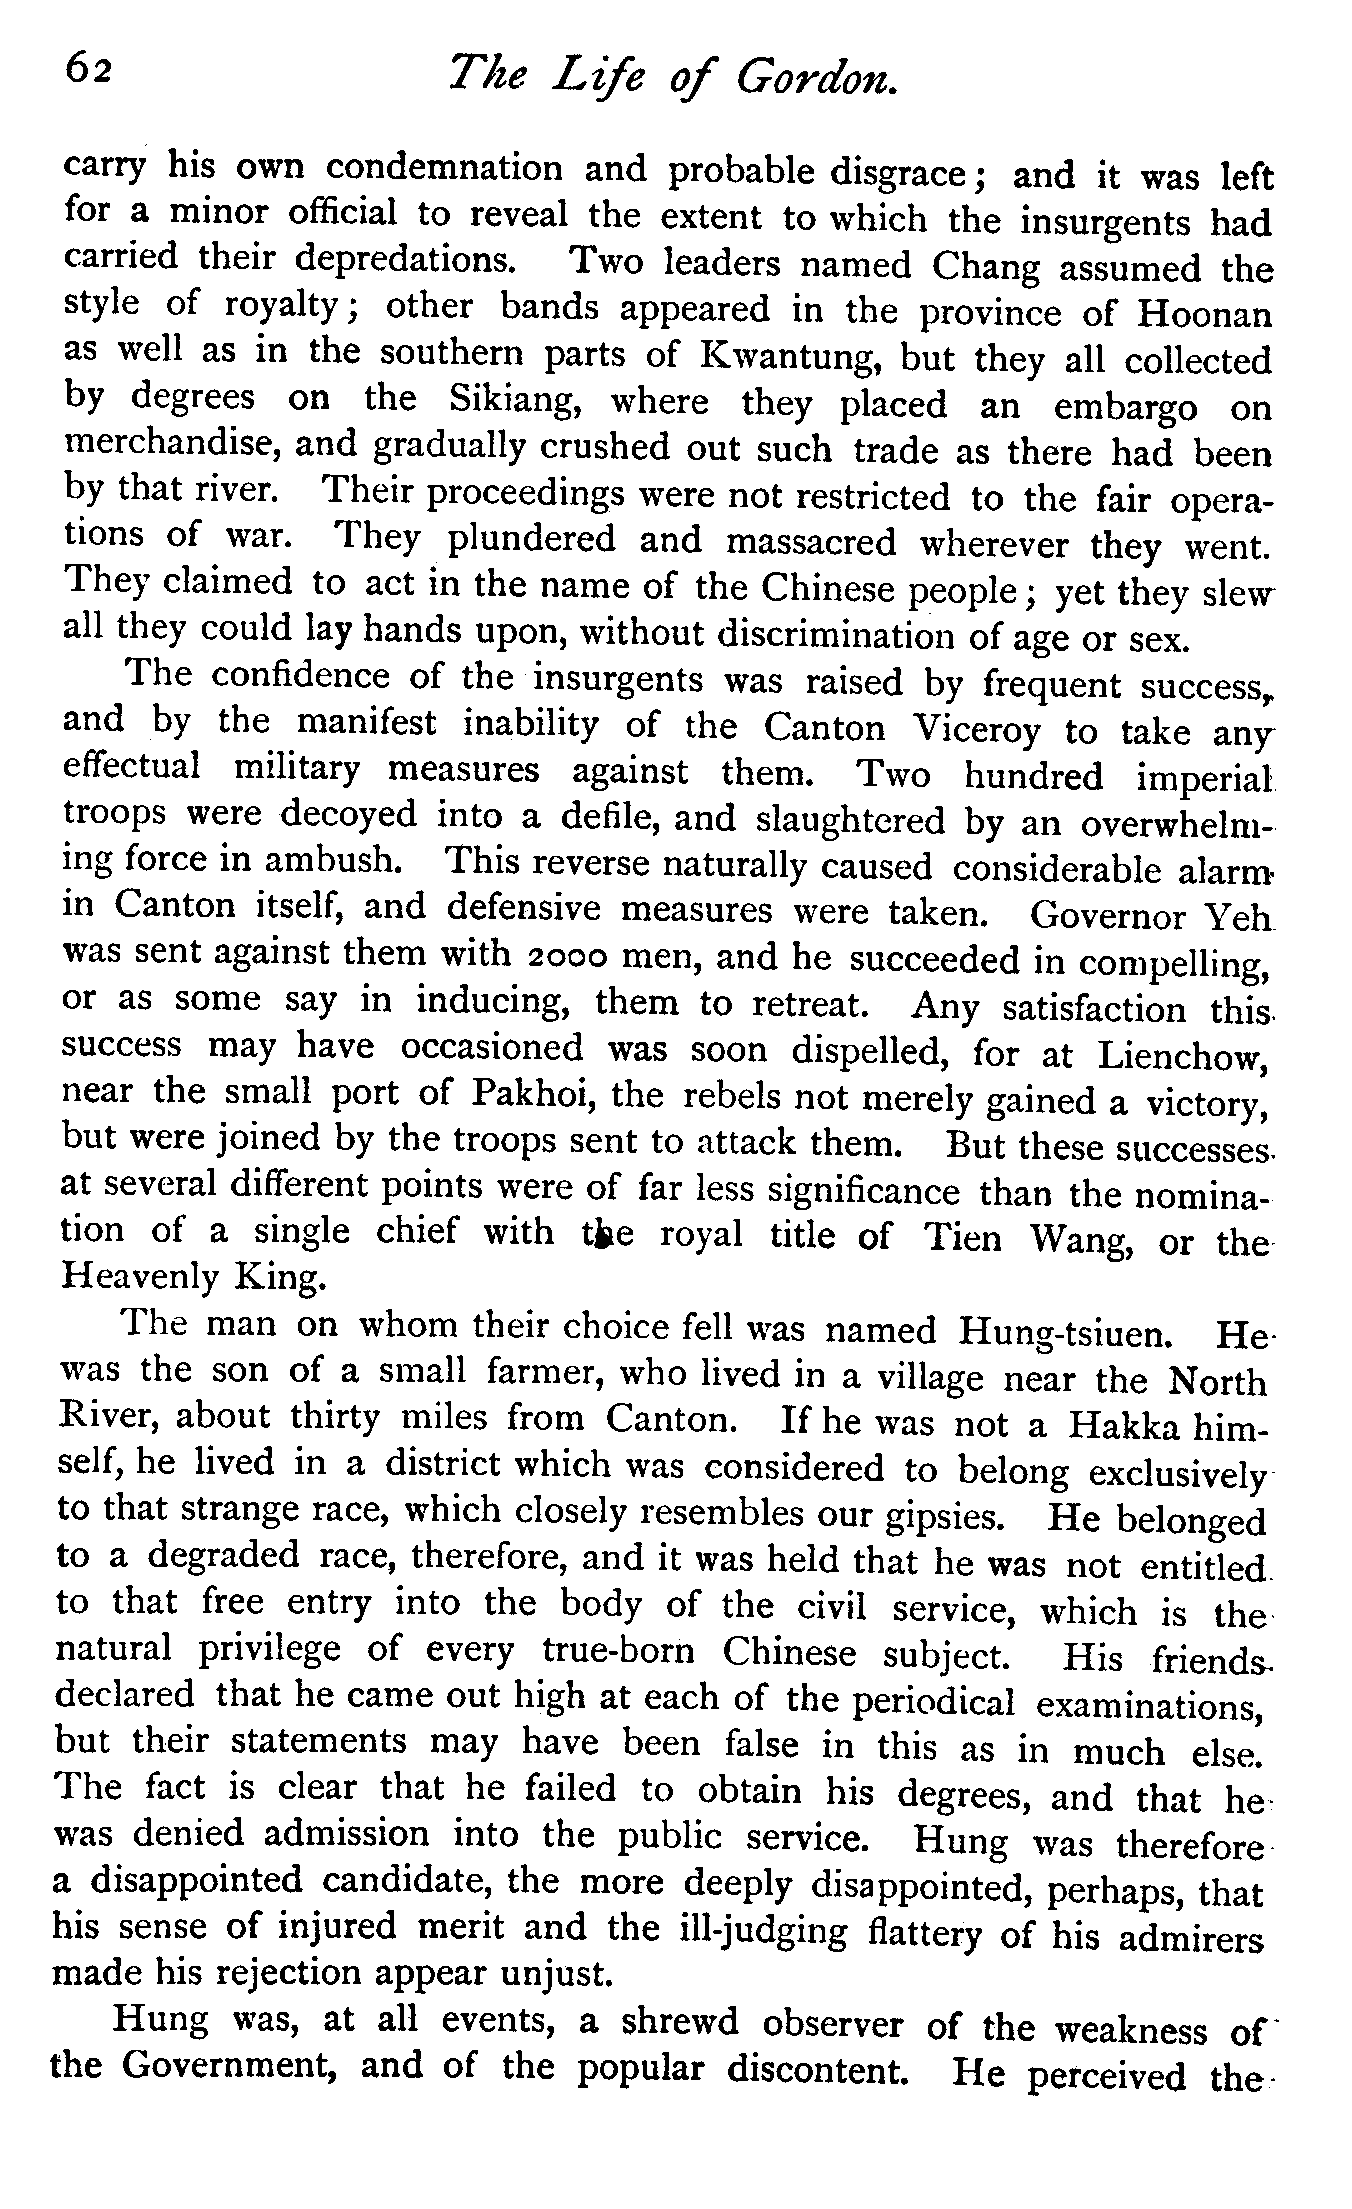 62 The Life of Gordon.
carry his own condemnation and probable disgrace; and it was left
for a minor official to reveal the extent to which the insurgents had
carried their depredations. Two leaders named Chang assumed the
style of royalty; other bands appeared in the province of Hoonan
as well as in the southern parts of Kwantung, but they all collected
by degrees on the Sikiang, where they placed an embargo on
merchandise, and gradually crushed out such trade as there had been
by that river. Their proceedings were not restricted to the fair opera-
tions of war. They plundered and massacred wherever they went.
They claimed to act in the name of the Chinese people; yet they slew
all they could lay hands upon, without discrimination of age or sex.
The confidence of the insurgents was raised by frequent success,
and by the manifest inability of the Canton Viceroy to take any
effectual military measures against them. Two hundred imperial
troops were decoyed into a defile, and slaughtered by an overwhelm-
ing force in ambush. This reverse naturally caused considerable alarm
in Canton itself, and defensive measures were taken. Governor Yeh
was sent against them with 2000 men, and he succeeded in compelling,
or as some say in inducing, them to retreat. Any satisfaction this
success may have occasioned was soon dispelled, for at Lienchow,
near the small port of Pakhoi, the rebels not merely gained a victory,
but were joined by the troops sent to attack them. But these successes
at several different points were of far less significance than the nomina-
tion of a single chief with the royal title of Tien Wang, or the
Heavenly King.
The man on whom their choice fell was named Hung-tsiuen. He
was the son of a small farmer, who lived in a village near the North
River, about thirty miles from Canton. If he was not a Hakka him-
self, he lived in a district which was considered to belong exclusively
to that strange race, which closely resembles our gipsies. He belonged
to a degraded race, therefore, and it was held that he was not entitled
to that free entry into the body of the civil service, which is the
natural privilege of every true-born Chinese subject. His friends
declared that he came out high at each of the periodical examinations,
but their statements may have been false in this as in much else.
The fact is clear that he failed to obtain his degrees, and that he
was denied admission into the public service. Hung was therefore
a disappointed candidate, the more deeply disappointed, perhaps, that
his sense of injured merit and the ill-judging flattery of his admirers
made his rejection appear unjust.
Hung was, at all events, a shrewd observer of the weakness of
the Government, and of the popular discontent. He perceived the